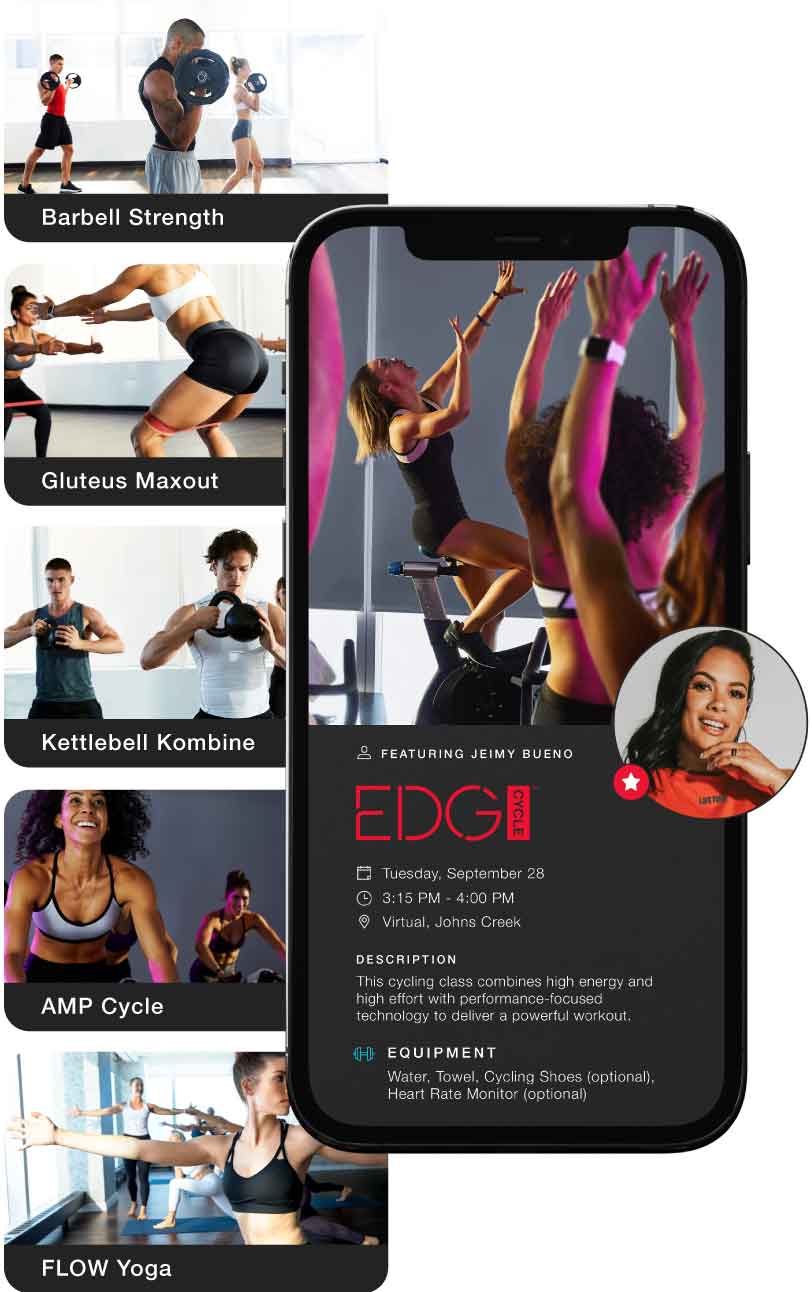 Barbell Strength
Gluteus Maxout
Kettlebell Kombine
AMP Cycle
FLOW Yoga
FEATURING JEIMY BUENO
EDG CYCLE
Tuesday, September 28
3:15 PM - 4:00 PM
Virtual, Johns Creek
DESCRIPTION
This cycling class combines high energy and
high effort with performance-focused
technology to deliver a powerful workout.
EQUIPMENT
Water, Towel, Cycling Shoes (optional),
Heart Rate Monitor (optional)